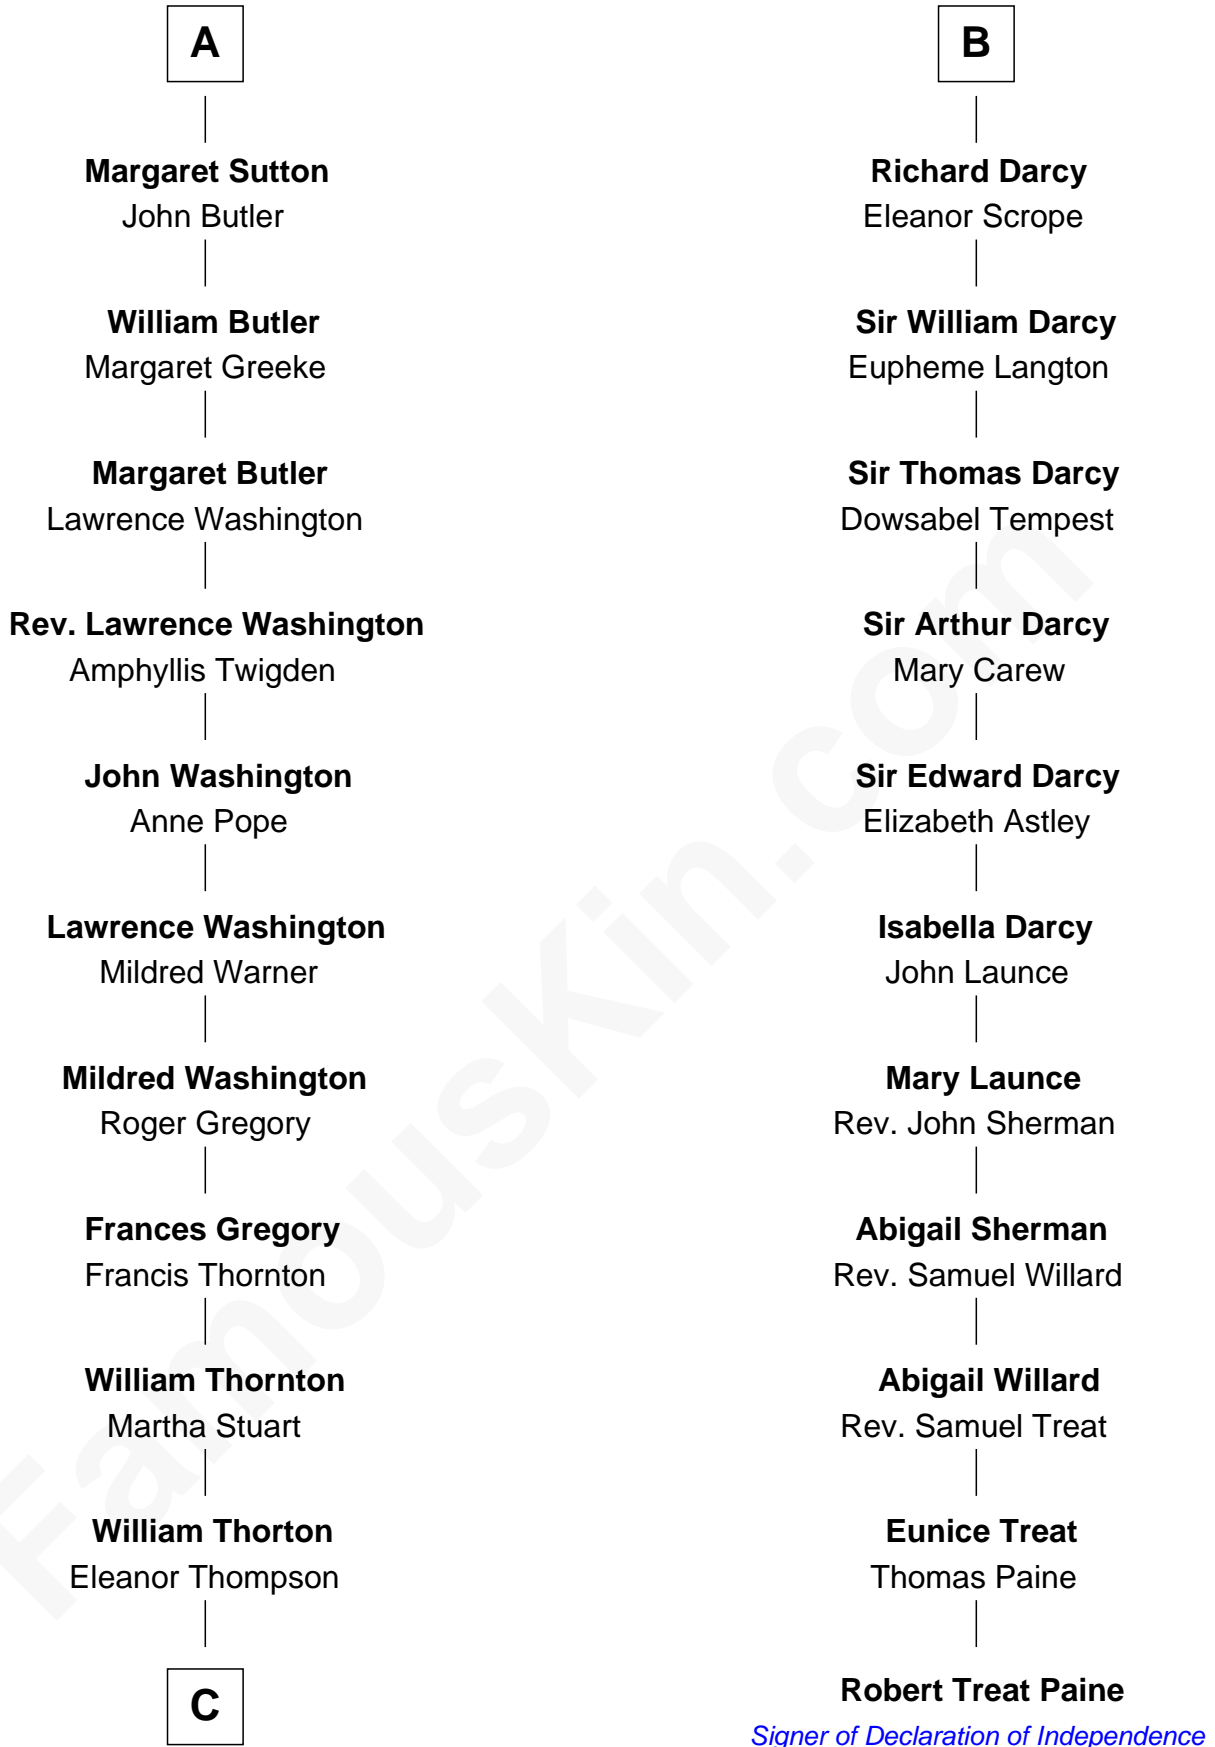 A
Margaret Sutton
John Butler
William Butler
Margaret Greeke
Margaret Butler
Lawrence Washington
Rev. Lawrence Washington
Amphyllis Twigden
John Washington
Anne Pope
Lawrence Washington
Mildred Warner
Mildred Washington
Roger Gregory
Frances Gregory
Francis Thornton
William Thornton
Martha Stuart
William Thorton
Eleanor Thompson
C
B
Richard Darcy
Eleanor Scrope
Sir William Darcy
Eupheme Langton
Sir Thomas Darcy
Dowsabel Tempest
Sir Arthur Darcy
Mary Carew
Sir Edward Darcy
Elizabeth Astley
Isabella Darcy
John Launce
Mary Launce
Rev. John Sherman
Abigail Sherman
Rev. Samuel Willard
Abigail Willard
Rev. Samuel Treat
Eunice Treat
Thomas Paine
Robert Treat Paine
Signer of Declaration of Independence
FamousKin.com